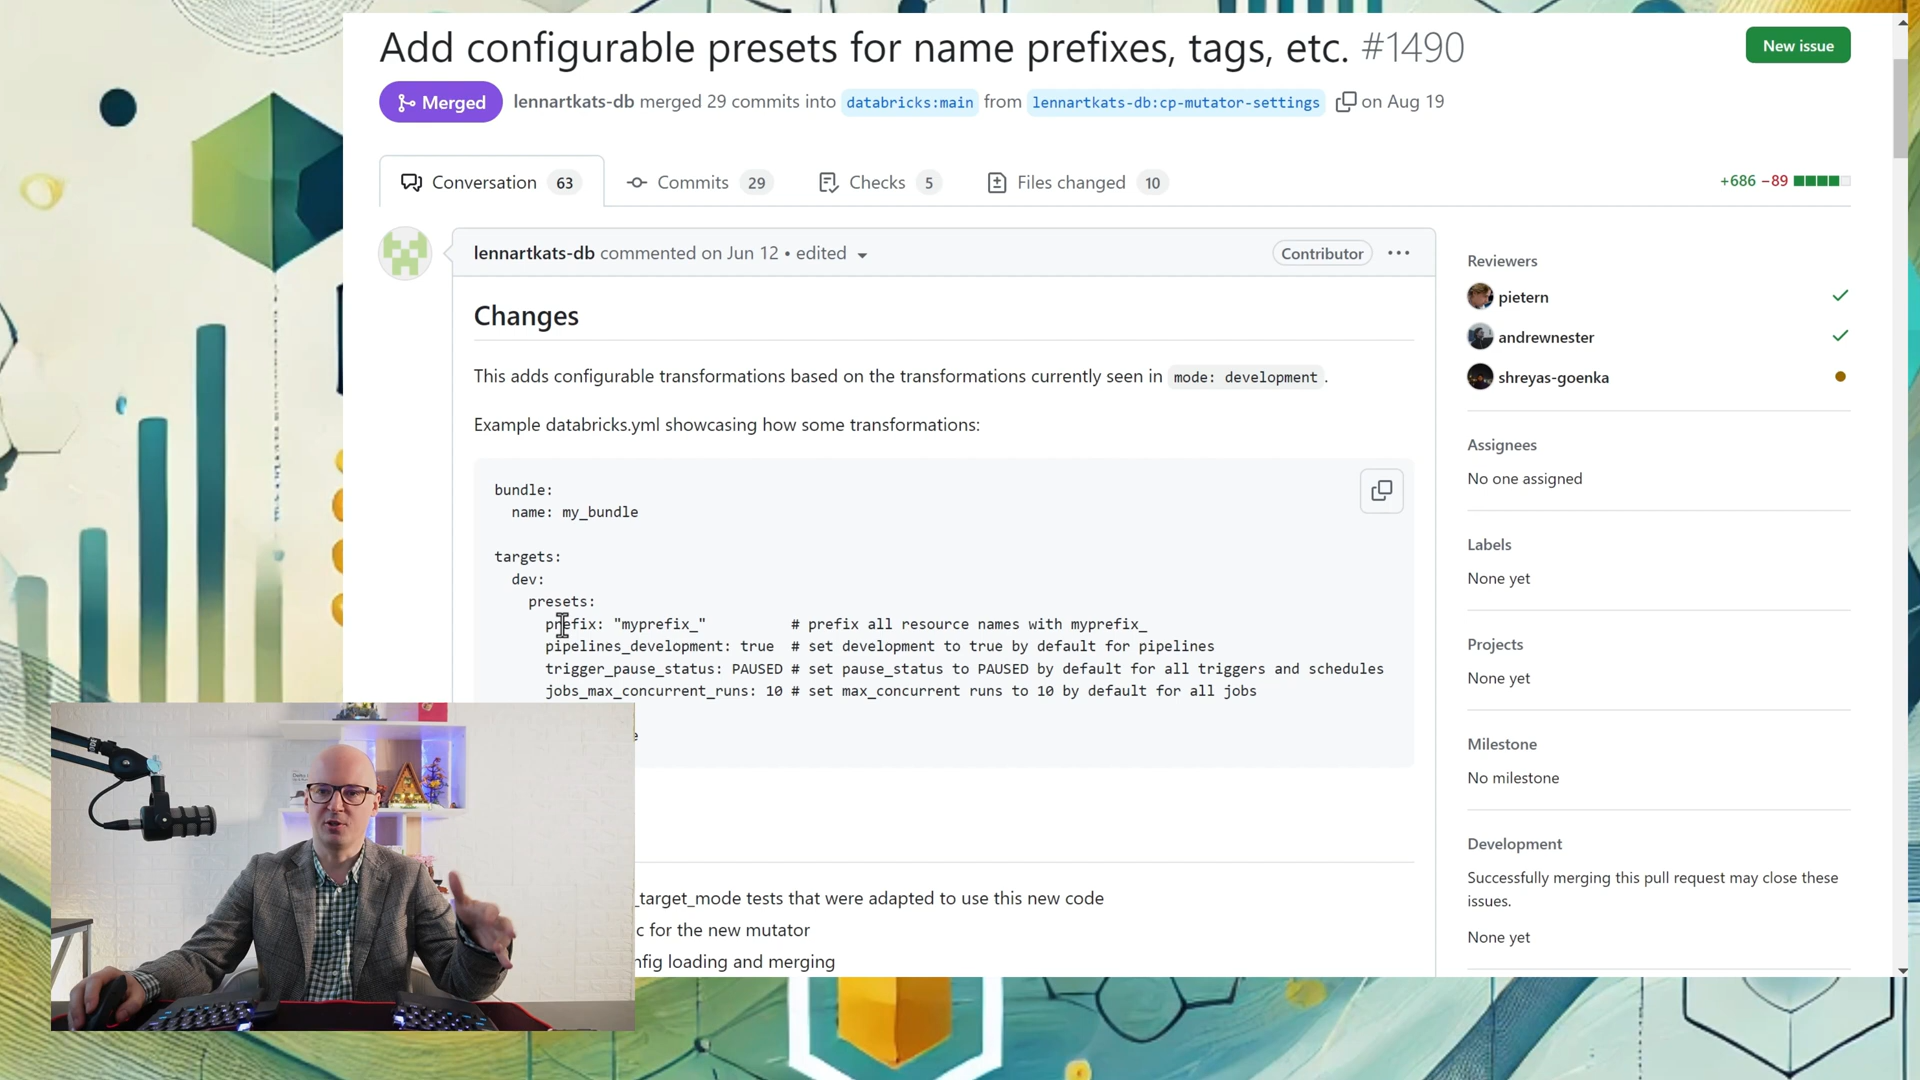 Add configurable presets for name prefixes, tags, etc. #1490
New issue
Merged
lennartkats-db merged 29 commits into databricks:main from lennartkats-db:cp-mutator-settings on Aug 19
Conversation 63
Commits 29
Checks 5
Files changed 10
+686 −89
lennartkats-db commented on Jun 12 • edited
Contributor
Changes
This adds configurable transformations based on the transformations currently seen in mode: development.
Example databricks.yml showcasing how some transformations:
bundle:
name: my_bundle
targets:
dev:
presets:
prefix: "myprefix_" # prefix all resource names with myprefix_
pipelines_development: true # set development to true by default for pipelines
trigger_pause_status: PAUSED # set pause_status to PAUSED by default for all triggers and schedules
jobs_max_concurrent_runs: 10 # set max_concurrent runs to 10 by default for all jobs
e
_target_mode tests that were adapted to use this new code
c for the new mutator
nfig loading and merging
Reviewers
pietern
andrewnester
shreyas-goenka
Assignees
No one assigned
Labels
None yet
Projects
None yet
Milestone
No milestone
Development
Successfully merging this pull request may close these
issues.
None yet